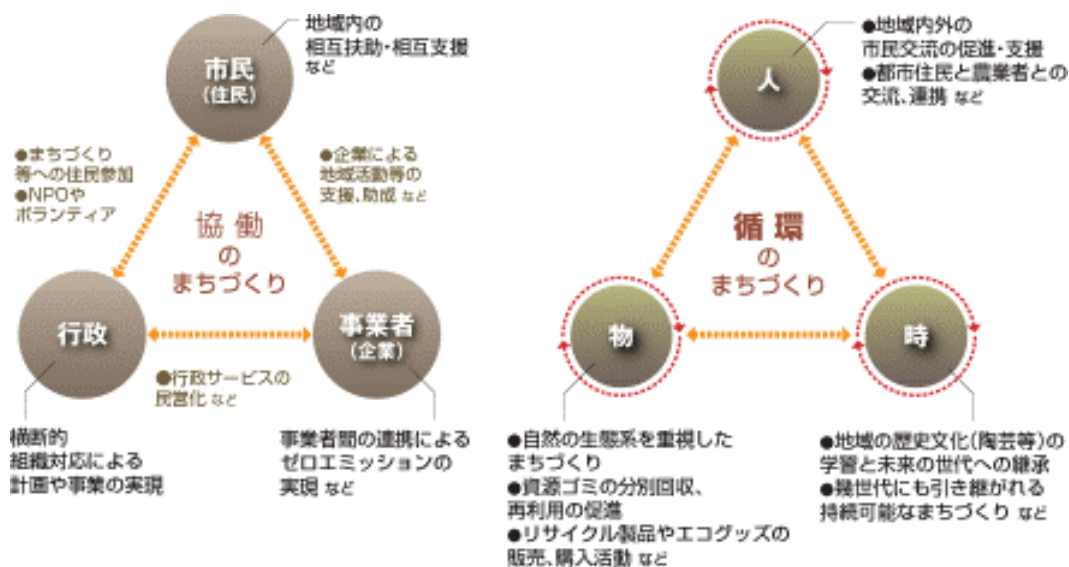 地域内の
相互扶助・相互支援
など
市民
(住民)
●まちづくり
等への住民参加
●NPOや
ボランティア
●企業による
地域活動等の
支援、助成 など
協働
の
まちづくり
行政
事業者
(企業)
●行政サービスの
民営化 など
横断的
組織対応による
計画や事業の実現
事業者間の連携による
ゼロエミッションの
実現 など
●地域内外の
市民交流の促進・支援
●都市住民と農業者との
交流、連携 など
人
循環
の
まちづくり
物
時
●自然の生態系を重視した
まちづくり
●資源ゴミの分別回収、
再利用の促進
●リサイクル製品やエコグッズの
販売、購入活動 など
●地域の歴史文化(陶芸等)の
学習と未来の世代への継承
●幾世代にも引き継がれる
持続可能なまちづくり など